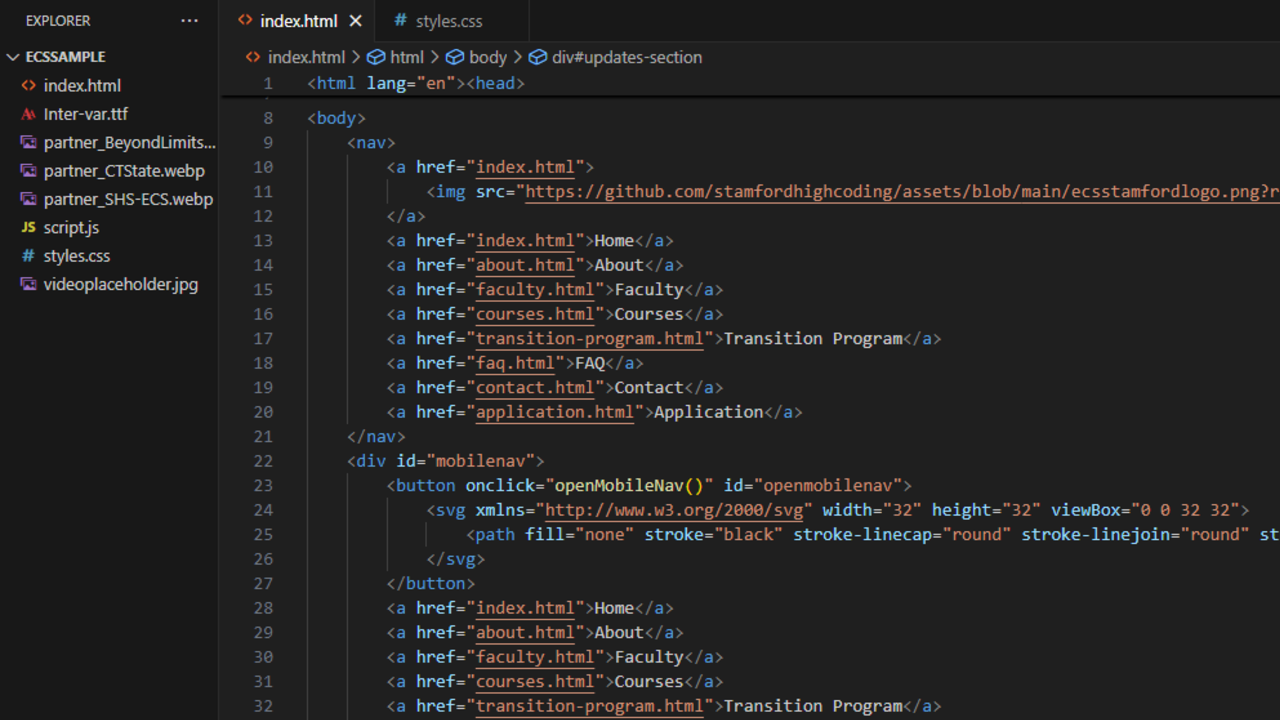 EXPLORER ···
ECSSAMPLE
index.html
Inter-var.ttf
partner_BeyondLimits...
partner_CTState.webp
partner_SHS-ECS.webp
JS script.js
# styles.css
videoplaceholder.jpg
<> index.html ×
# styles.css
<> index.html > html > body > div#updates-section
1 <html lang="en"><head>
8 <body>
9 <nav>
10 <a href="index.html">
11 <img src="https://github.com/stamfordhighcoding/assets/blob/main/ecsstamfordlogo.png?r
12 </a>
13 <a href="index.html">Home</a>
14 <a href="about.html">About</a>
15 <a href="faculty.html">Faculty</a>
16 <a href="courses.html">Courses</a>
17 <a href="transition-program.html">Transition Program</a>
18 <a href="faq.html">FAQ</a>
19 <a href="contact.html">Contact</a>
20 <a href="application.html">Application</a>
21 </nav>
22 <div id="mobilenav">
23 <button onclick="openMobileNav()" id="openmobilenav">
24 <svg xmlns="http://www.w3.org/2000/svg" width="32" height="32" viewBox="0 0 32 32">
25 <path fill="none" stroke="black" stroke-linecap="round" stroke-linejoin="round" st
26 </svg>
27 </button>
28 <a href="index.html">Home</a>
29 <a href="about.html">About</a>
30 <a href="faculty.html">Faculty</a>
31 <a href="courses.html">Courses</a>
32 <a href="transition-program.html">Transition Program</a>